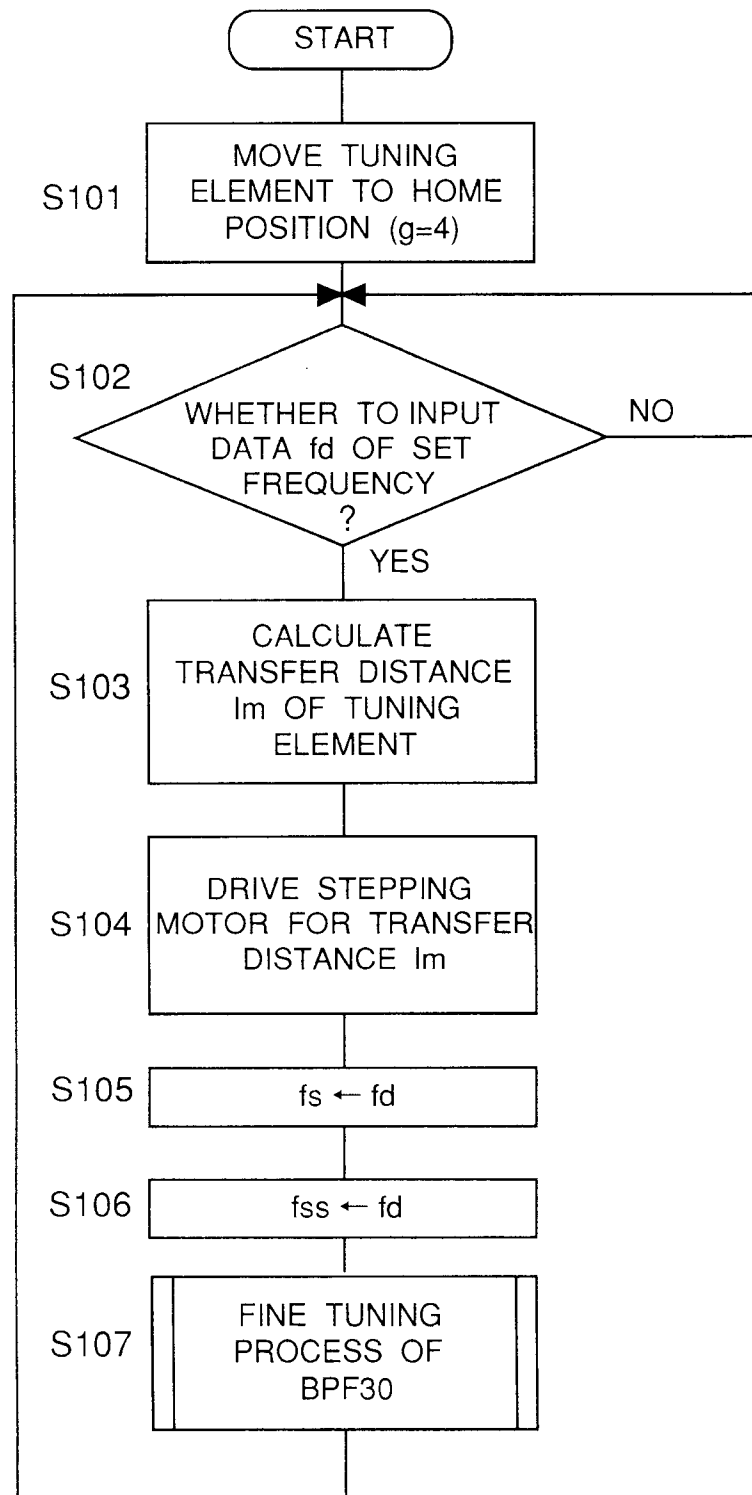 START
S101
MOVE TUNING
ELEMENT TO HOME
POSITION (g=4)
S102
WHETHER TO INPUT
DATA fd OF SET
FREQUENCY
?
NO
YES
S103
CALCULATE
TRANSFER DISTANCE
lm OF TUNING
ELEMENT
S104
DRIVE STEPPING
MOTOR FOR TRANSFER
DISTANCE lm
S105
fs ← fd
S106
fss ← fd
S107
FINE TUNING
PROCESS OF
BPF30